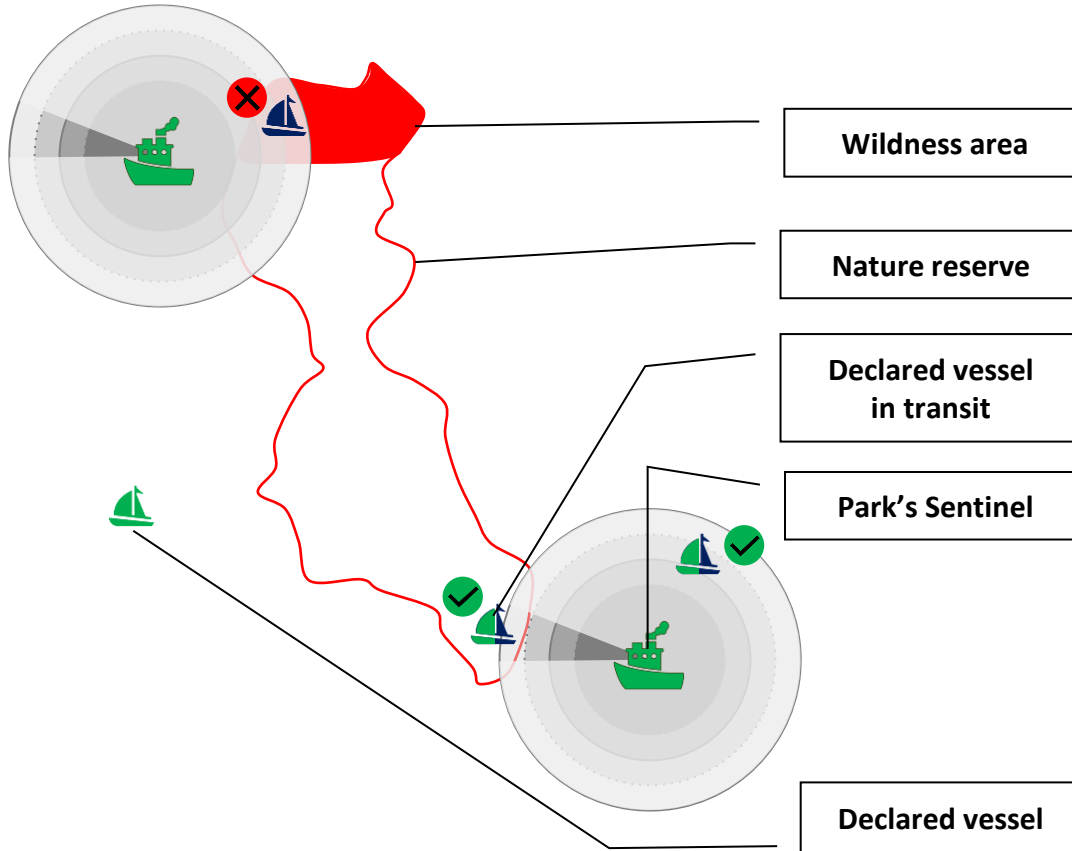 Wildness area
Nature reserve
Declared vessel
in transit
Park’s Sentinel
Declared vessel